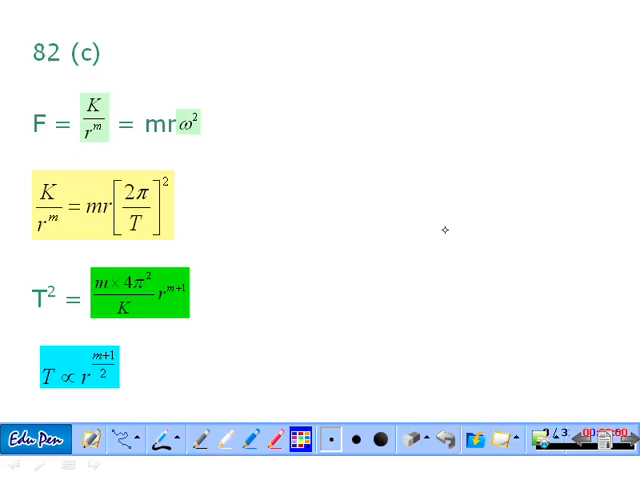 82 (c)
F = K/r^m = mrω²
K/r^m = mr[2π/T]²
T² = m×4π²/K r^(m+1)
T ∝ r^((m+1)/2)
Edu Pen